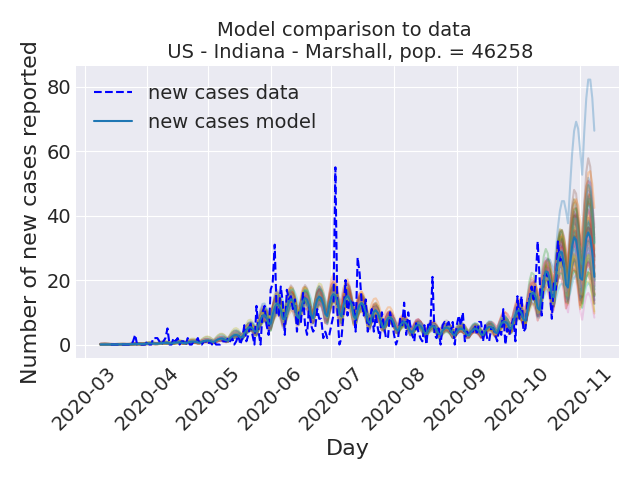 Model comparison to data
US - Indiana - Marshall, pop. = 46258
Number of new cases reported
80
60
40
20
0
new cases data
new cases model
2020-03
2020-04
2020-05
2020-06
2020-07
2020-08
2020-09
2020-10
2020-11
Day